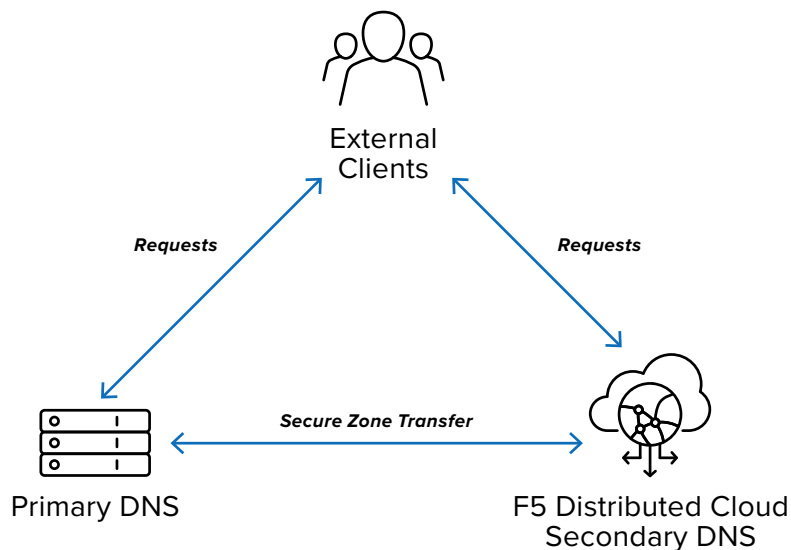 External
Clients
Requests
Requests
Secure Zone Transfer
Primary DNS
F5 Distributed Cloud
Secondary DNS